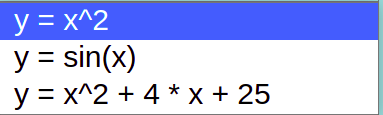 y = x^2
y = sin(x)
y = x^2 + 4 * x + 25